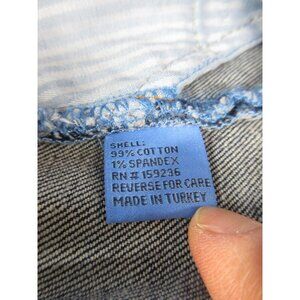 SHELL:
99% COTTON
1% SPANDEX
RN # 159236
REVERSE FOR CARE
MADE IN TURKEY